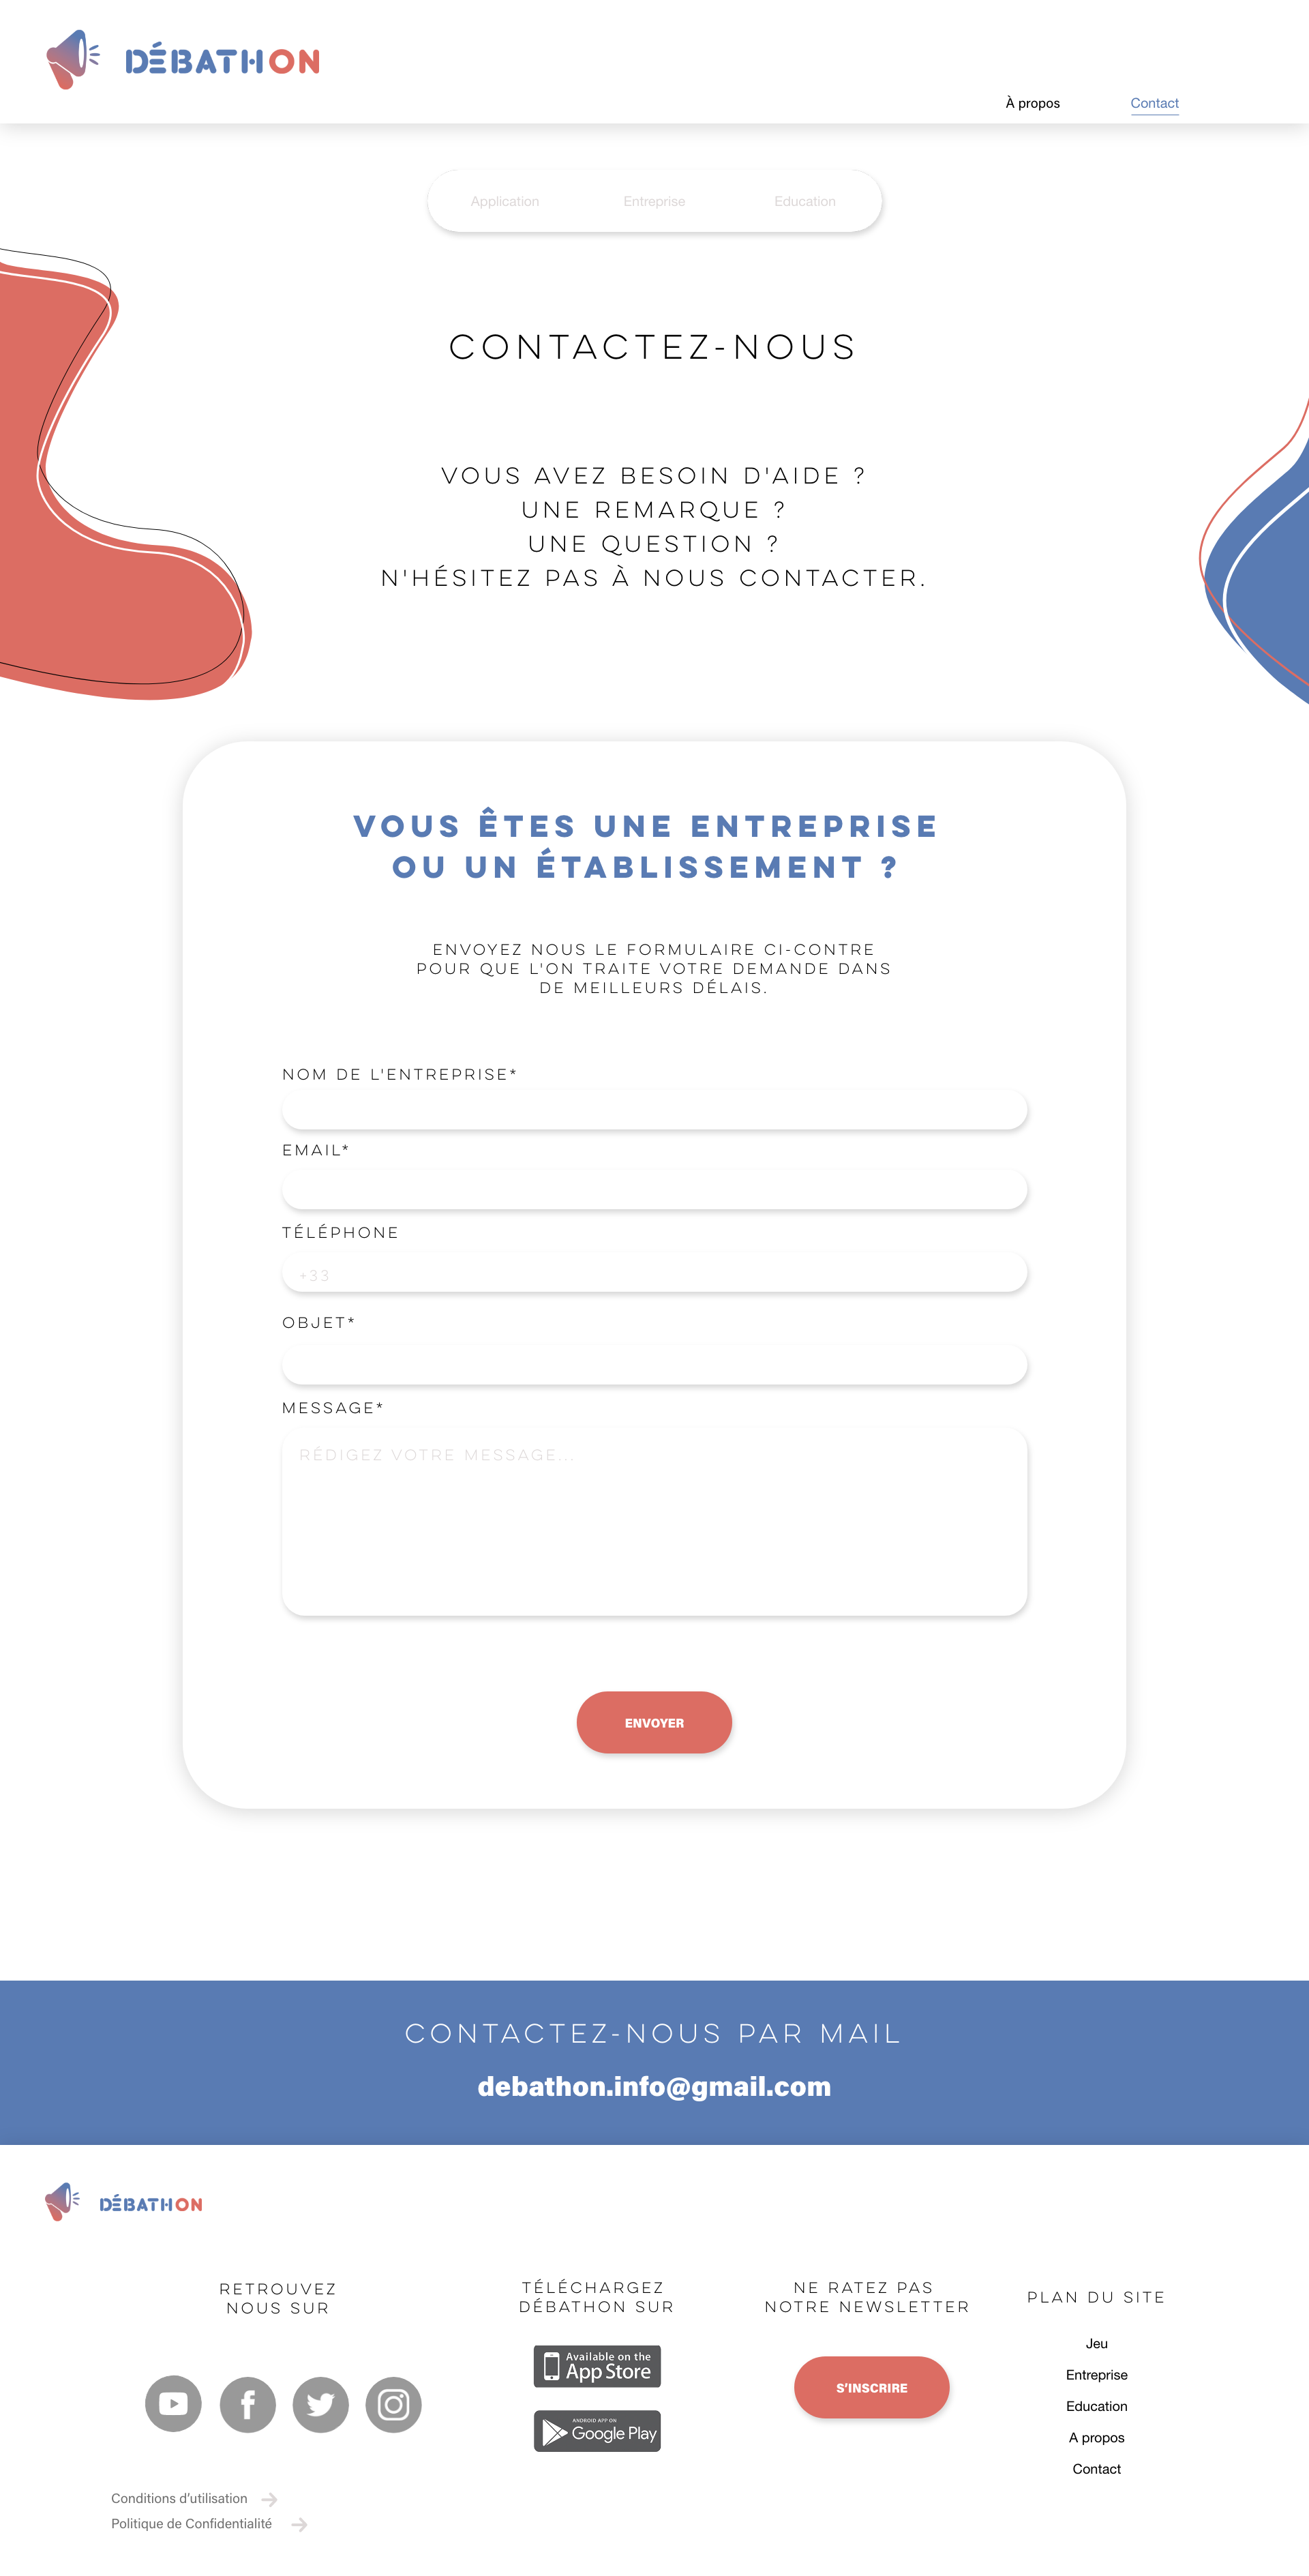 DÉBATHON
À propos
Contact
Application
Entreprise
Education
CONTACTEZ-NOUS
VOUS AVEZ BESOIN D'AIDE ?
UNE REMARQUE ?
UNE QUESTION ?
N'HÉSITEZ PAS À NOUS CONTACTER.
VOUS ÊTES UNE ENTREPRISE
OU UN ÉTABLISSEMENT ?
ENVOYEZ NOUS LE FORMULAIRE CI-CONTRE
POUR QUE L'ON TRAITE VOTRE DEMANDE DANS
DE MEILLEURS DÉLAIS.
NOM DE L'ENTREPRISE*
EMAIL*
TÉLÉPHONE
+33
OBJET*
MESSAGE*
RÉDIGEZ VOTRE MESSAGE...
ENVOYER
CONTACTEZ-NOUS PAR MAIL
debathon.info@gmail.com
DÉBATHON
RETROUVEZ
NOUS SUR
TÉLÉCHARGEZ
DÉBATHON SUR
Available on the
App Store
ANDROID APP ON
Google Play
NE RATEZ PAS
NOTRE NEWSLETTER
S'INSCRIRE
PLAN DU SITE
Jeu
Entreprise
Education
A propos
Contact
Conditions d'utilisation
Politique de Confidentialité